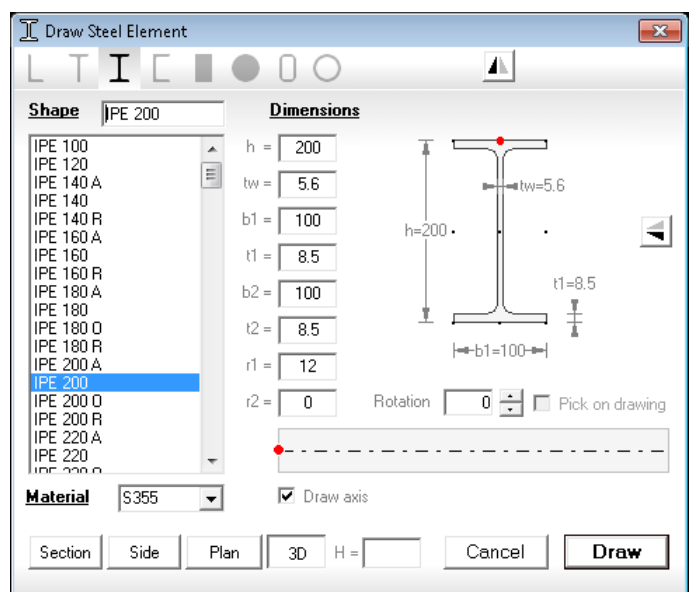 Draw Steel Element
Shape
IPE 200
Dimensions
IPE 100
IPE 120
IPE 140 A
IPE 140
IPE 140 R
IPE 160 A
IPE 160
IPE 160 R
IPE 180 A
IPE 180
IPE 180 O
IPE 180 R
IPE 200 A
IPE 200
IPE 200 O
IPE 200 R
IPE 220 A
IPE 220
h = 200
tw = 5.6
b1 = 100
t1 = 8.5
b2 = 100
t2 = 8.5
r1 = 12
r2 = 0
tw=5.6
h=200
t1=8.5
b1=100
Rotation 0
Pick on drawing
Material S355
Draw axis
Section Side Plan 3D H = Cancel Draw